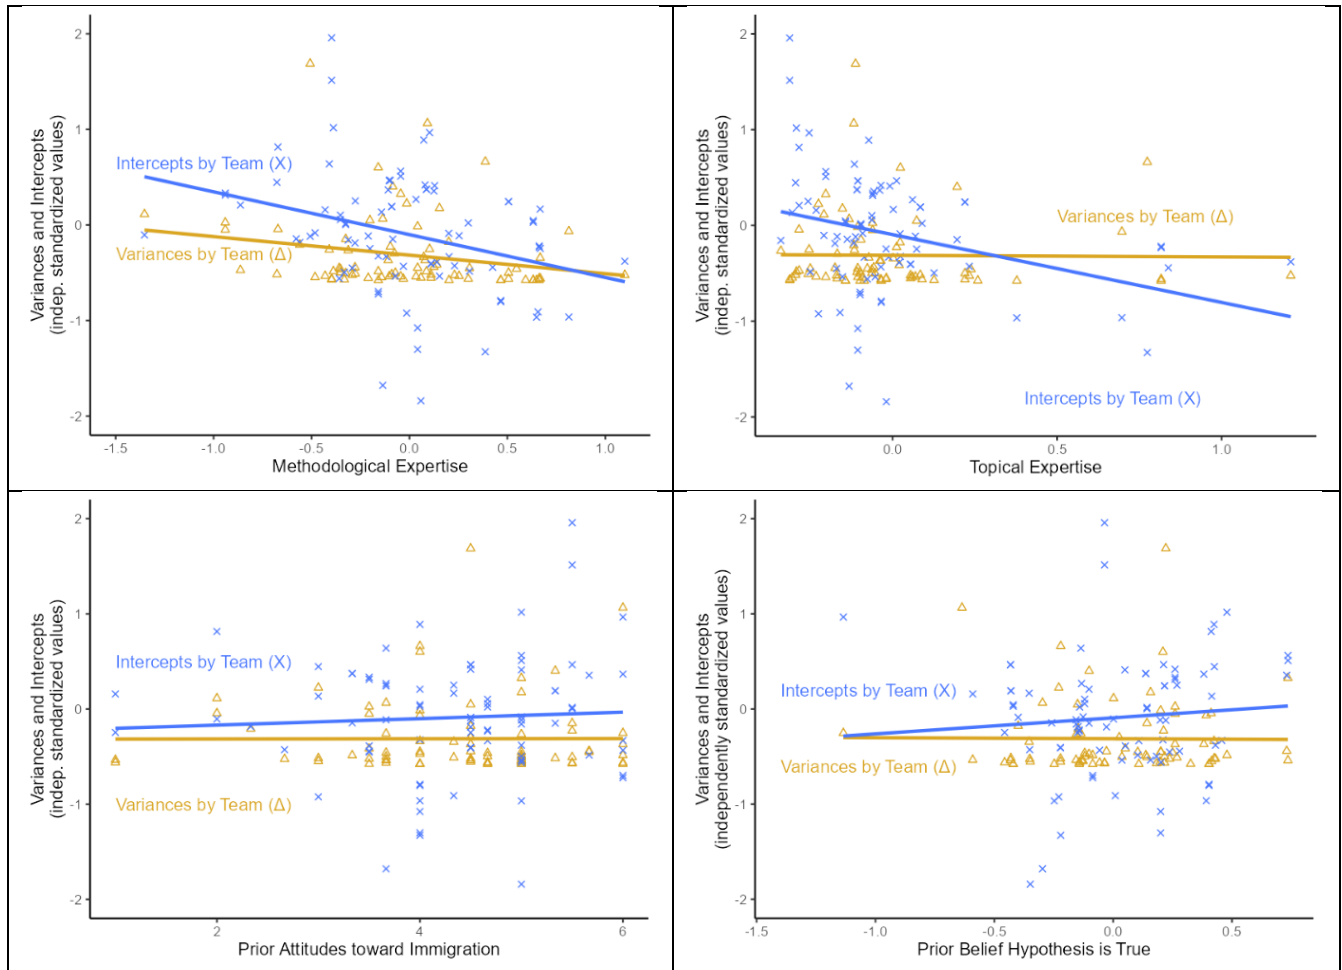 Variances and Intercepts
(indep. standardized values)
2
1
0
-1
-2
Intercepts by Team (X)
Variances by Team (Δ)
-1.5 -1.0 -0.5 0.0 0.5 1.0
Methodological Expertise
Variances and Intercepts
(indep. standardized values)
2
1
0
-1
-2
Variances by Team (Δ)
Intercepts by Team (X)
0.0 0.5 1.0
Topical Expertise
Variances and Intercepts
(indep. standardized values)
2
1
0
-1
-2
Intercepts by Team (X)
Variances by Team (Δ)
2 4 6
Prior Attitudes toward Immigration
Variances and Intercepts
(independently standardized values)
2
1
0
-1
-2
Intercepts by Team (X)
Variances by Team (Δ)
-1.5 -1.0 -0.5 0.0 0.5
Prior Belief Hypothesis is True